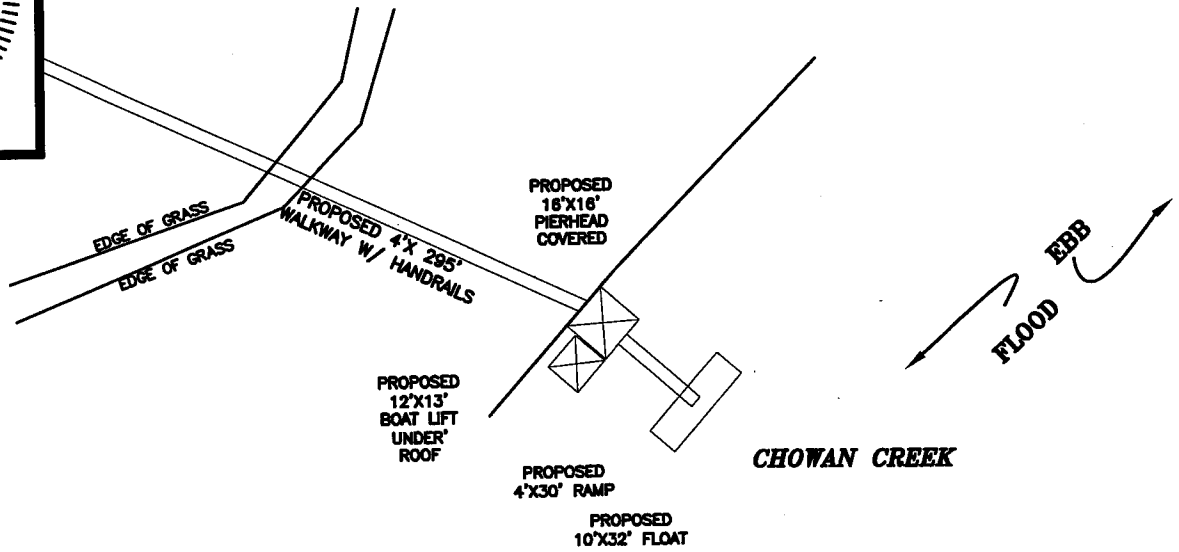 PROPOSED
16'X16'
PIERHEAD
COVERED
EDGE OF GRASS
EDGE OF GRASS
PROPOSED 4'X 295'
WALKWAY W/ HANDRAILS
EBB
FLOOD
PROPOSED
12'X13'
BOAT LIFT
UNDER'
ROOF
CHOWAN CREEK
PROPOSED
4'X30' RAMP
PROPOSED
10'X32' FLOAT